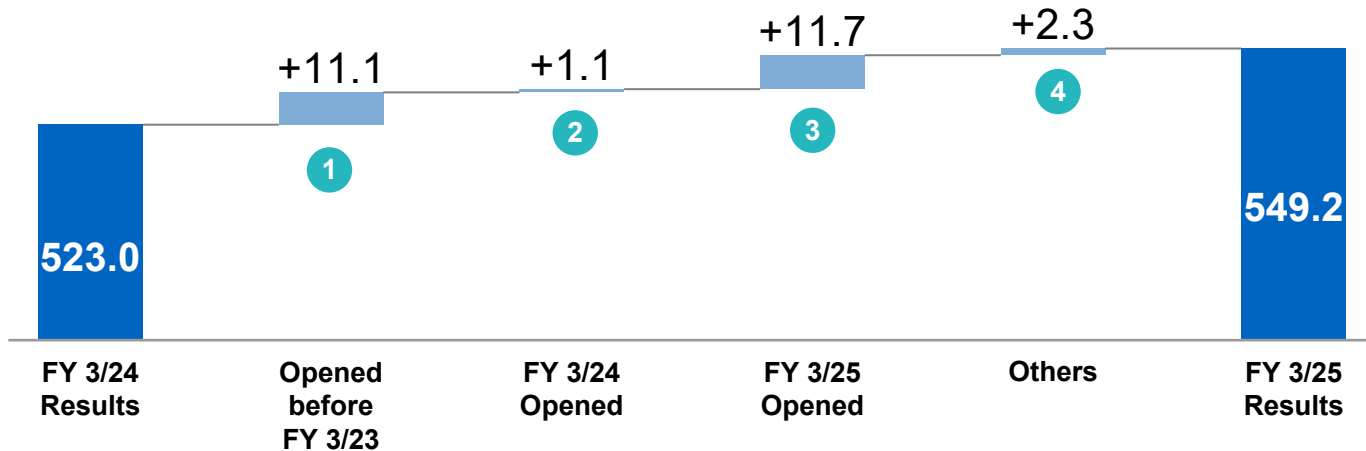 +11.1
+1.1
+11.7
+2.3
1
2
3
4
523.0
549.2
FY 3/24
Results
Opened
before
FY 3/23
FY 3/24
Opened
FY 3/25
Opened
Others
FY 3/25
Results